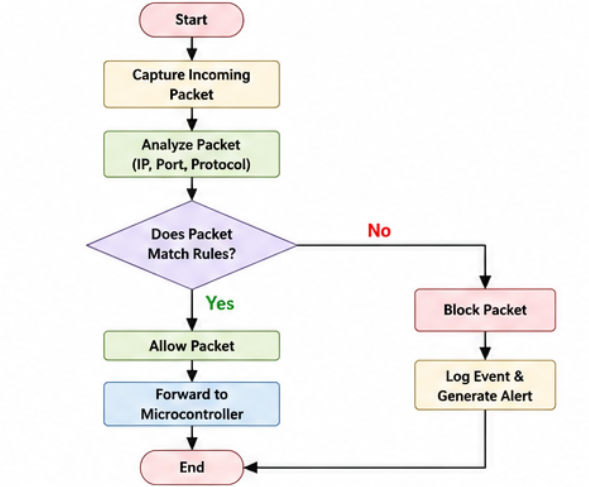 Start
Capture Incoming
Packet
Analyze Packet
(IP, Port, Protocol)
Does Packet
Match Rules?
No
Yes
Block Packet
Allow Packet
Log Event &
Generate Alert
Forward to
Microcontroller
End